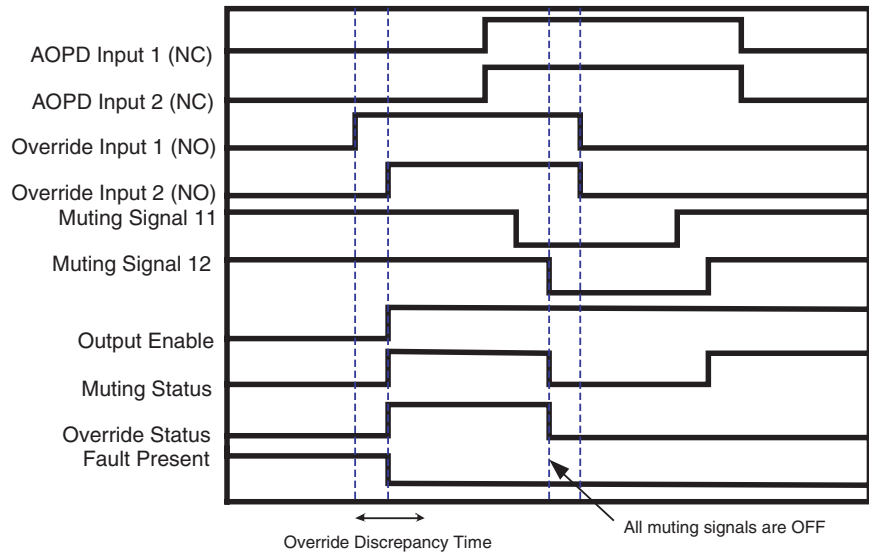 AOPD Input 1 (NC)
AOPD Input 2 (NC)
Override Input 1 (NO)
Override Input 2 (NO)
Muting Signal 11
Muting Signal 12
Output Enable
Muting Status
Override Status
Fault Present
All muting signals are OFF
Override Discrepancy Time